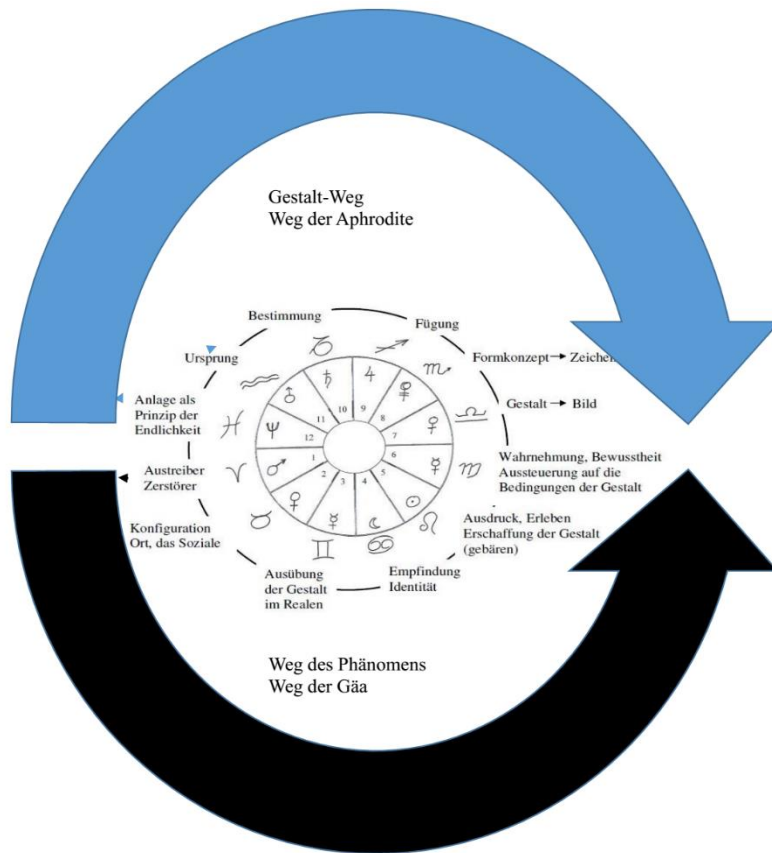 Gestalt-Weg
Weg der Aphrodite
Bestimmung
Fügung
Ursprung
Formkonzept → Zeichen
Anlage als
Prinzip der
Endlichkeit
Gestalt → Bild
Austreiber
Zerstörer
Wahrnehmung, Bewusstheit
Aussteuerung auf die
Bedingungen der Gestalt
Konfiguration
Ort, das Soziale
Ausdruck, Erleben
Erschaffung der Gestalt
(gebären)
Ausübung
der Gestalt
im Realen
Empfindung
Identität
♑ ♐ ♏ ♎ ♍ ♌ ♋ ♊ ♉ ♈ ♓ ♒
♄ ♃ ♀ ☿ ☉ ☾ ☿ ♀ ♂ ♆
10 9 8 7 6 5 4 3 2 1 12 11
Weg des Phänomens
Weg der Gäa